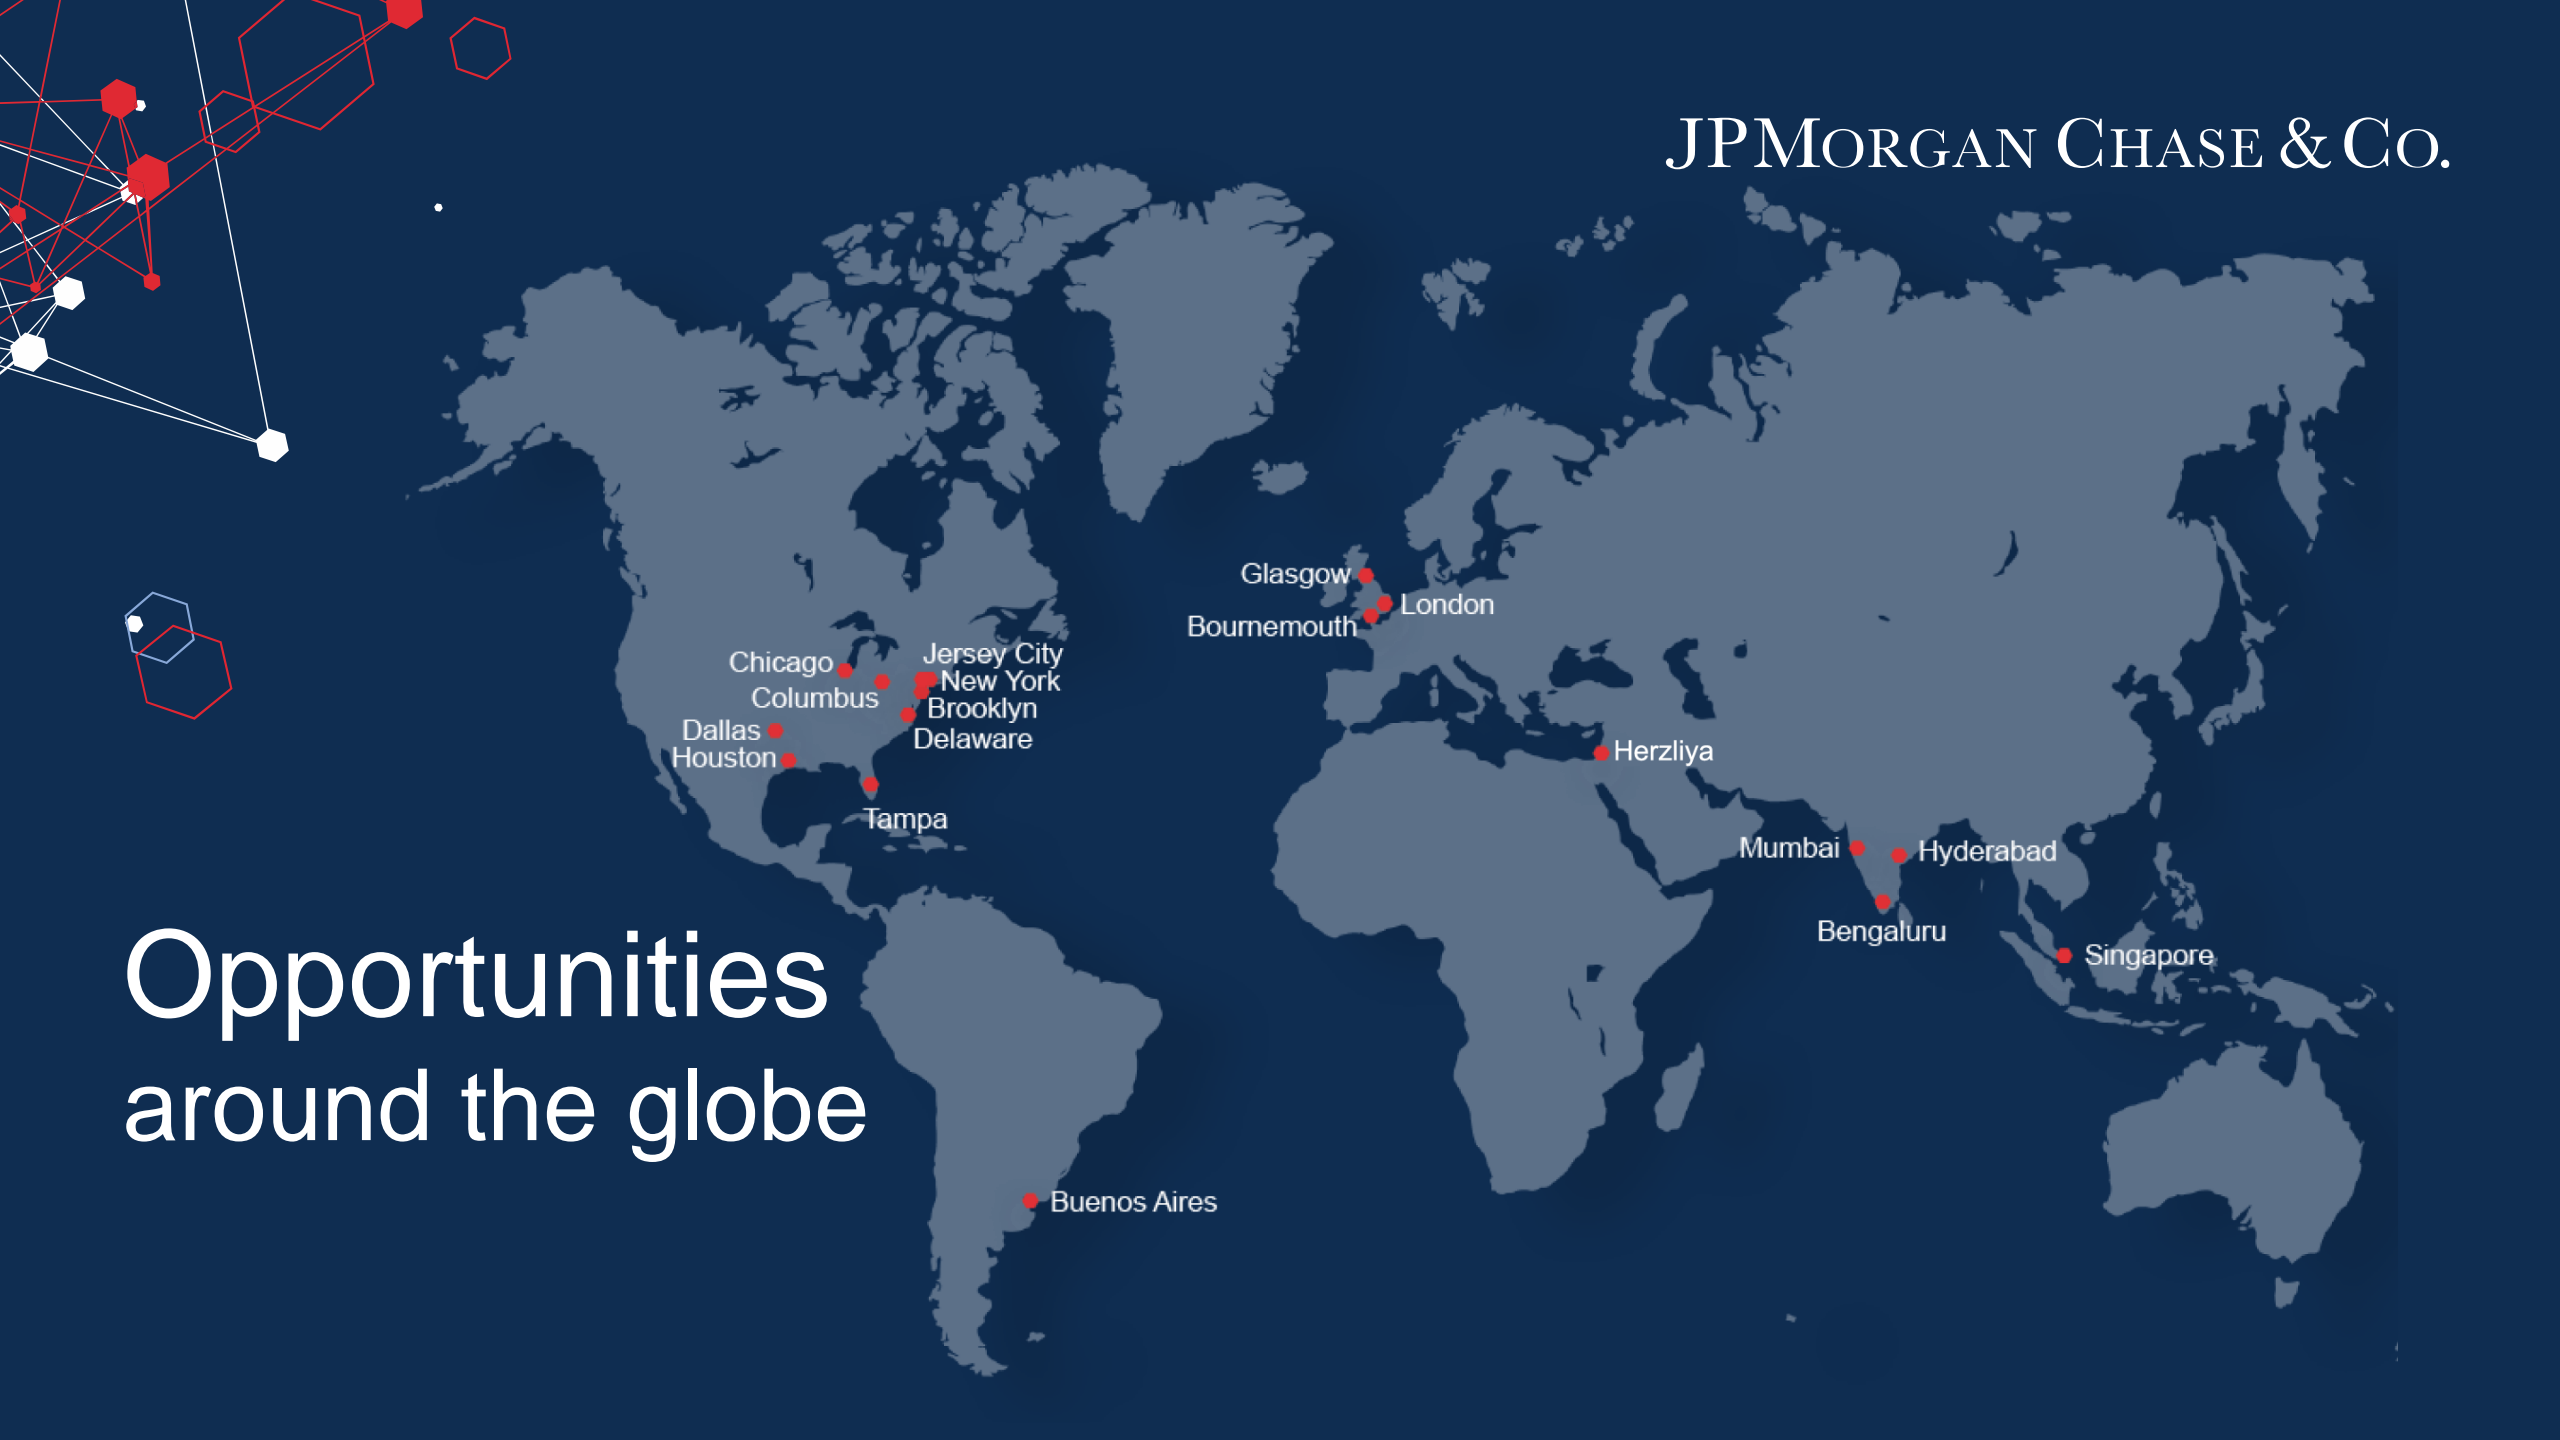 JPMORGAN CHASE & CO.
Glasgow
London
Bournemouth
Jersey City
Chicago
New York
Columbus
Brooklyn
Dallas
Delaware
Houston
Herzliya
Tampa
Mumbai
Hyderabad
Bengaluru
Singapore
Opportunities
around the globe
Buenos Aires